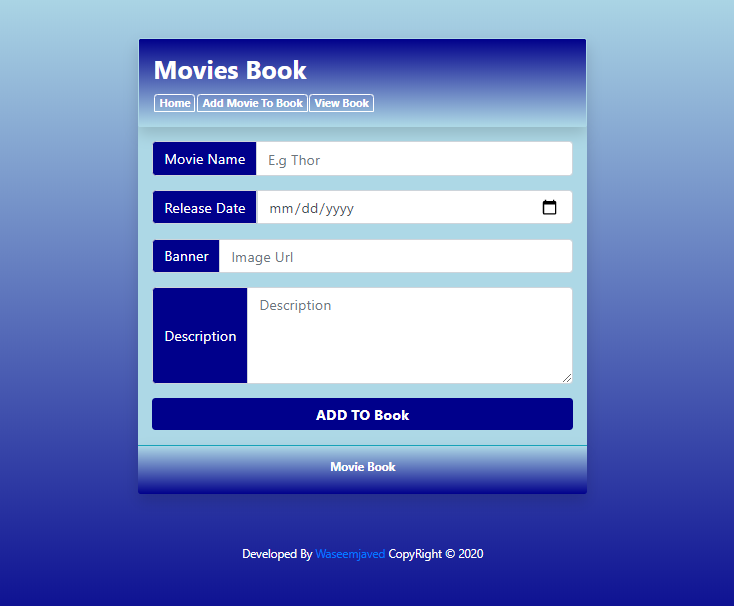 Movies Book
Home Add Movie To Book View Book
Movie Name E.g Thor
Release Date mm/dd/yyyy
Banner Image Url
Description Description
ADD TO Book
Movie Book
Developed By Waseemjaved CopyRight © 2020